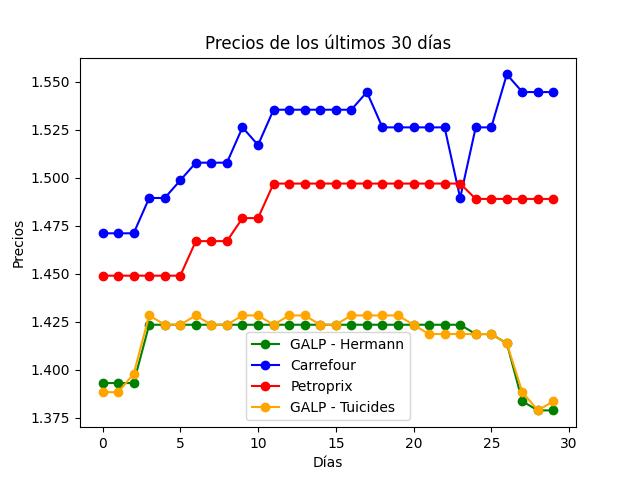 Precios de los últimos 30 días
1.550
1.525
1.500
1.475
1.450
1.425
1.400
1.375
Precios
GALP - Hermann
Carrefour
Petroprix
GALP - Tuicides
0 5 10 15 20 25 30
Días